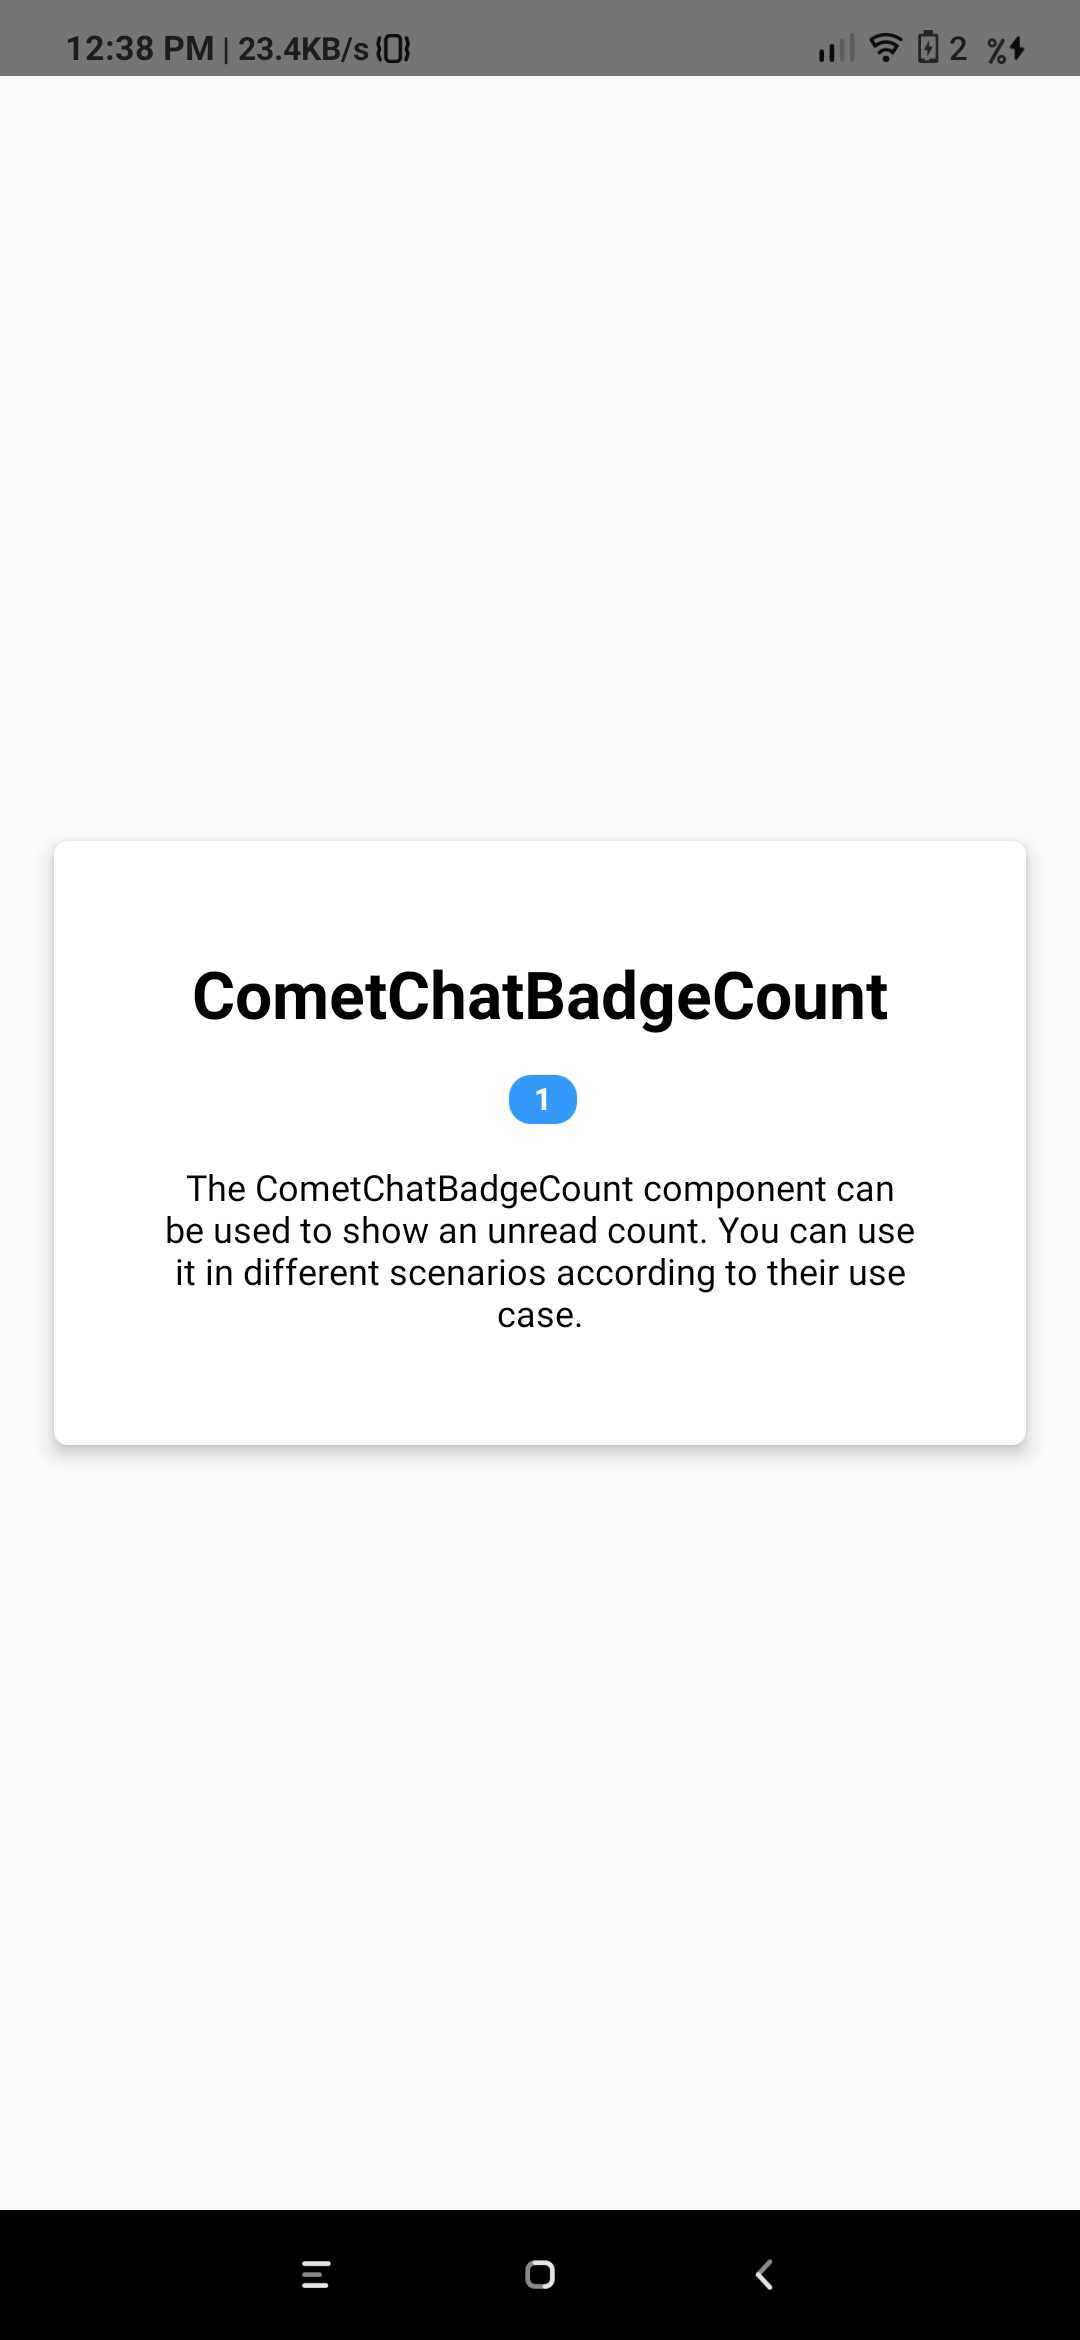 12:38 PM | 23.4KB/s 2 %
CometChatBadgeCount
1
The CometChatBadgeCount component can
be used to show an unread count. You can use
it in different scenarios according to their use
case.